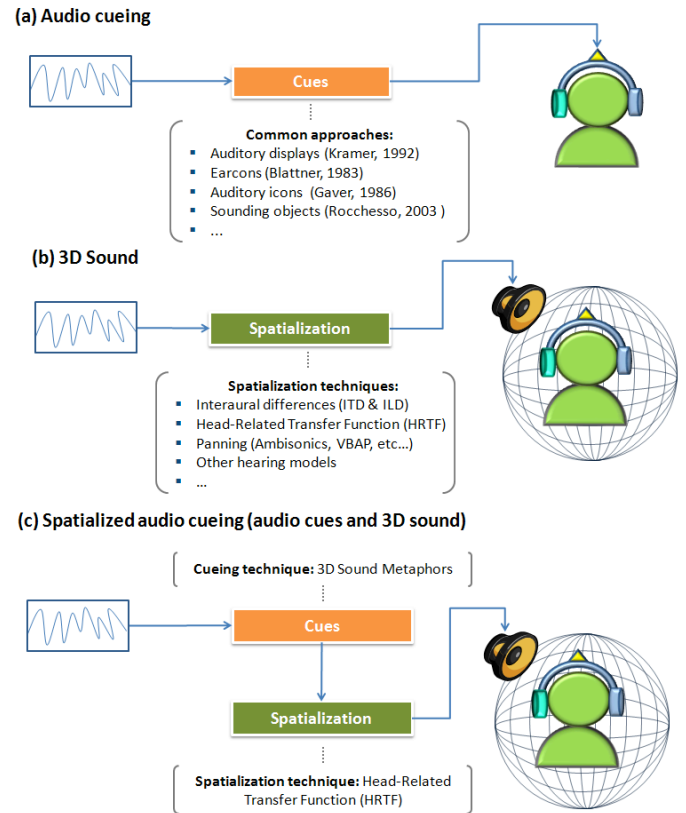 (a) Audio cueing
Cues
Common approaches:
▪ Auditory displays (Kramer, 1992)
▪ Earcons (Blattner, 1983)
▪ Auditory icons (Gaver, 1986)
▪ Sounding objects (Rocchesso, 2003 )
▪ ...
(b) 3D Sound
Spatialization
Spatialization techniques:
▪ Interaural differences (ITD & ILD)
▪ Head-Related Transfer Function (HRTF)
▪ Panning (Ambisonics, VBAP, etc...)
▪ Other hearing models
▪ ...
(c) Spatialized audio cueing (audio cues and 3D sound)
Cueing technique: 3D Sound Metaphors
Cues
Spatialization
Spatialization technique: Head-Related
Transfer Function (HRTF)